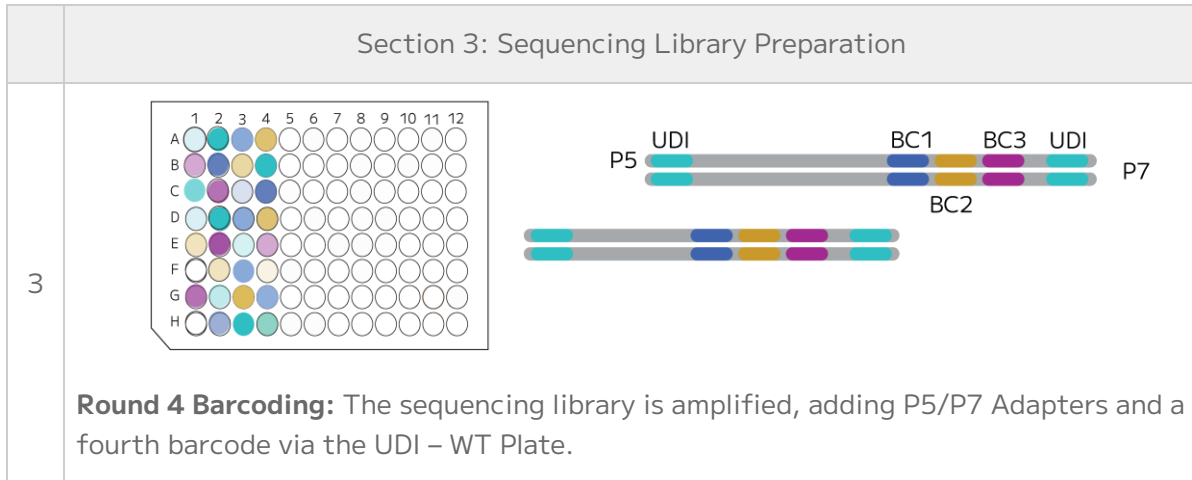 Section 3: Sequencing Library Preparation
3
1 2 3 4 5 6 7 8 9 10 11 12
A
B
C
D
E
F
G
H
UDI BC1 BC3 UDI
P5 P7
BC2
Round 4 Barcoding: The sequencing library is amplified, adding P5/P7 Adapters and a
fourth barcode via the UDI – WT Plate.